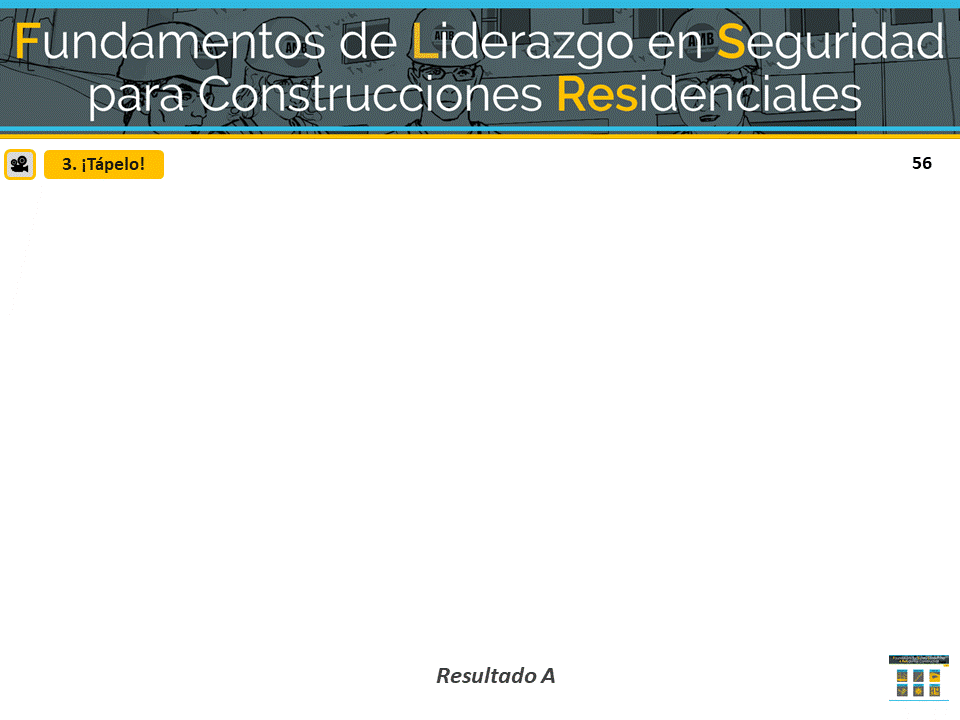 Fundamentos de Liderazgo en Seguridad
para Construcciones Residenciales
3. ¡Tápelo!
56
Resultado A